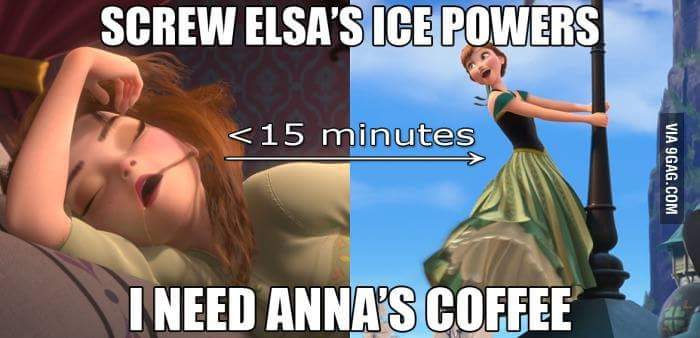 SCREW ELSA'S ICE POWERS
<15 minutes
VIA 9GAG.COM
I NEED ANNA'S COFFEE